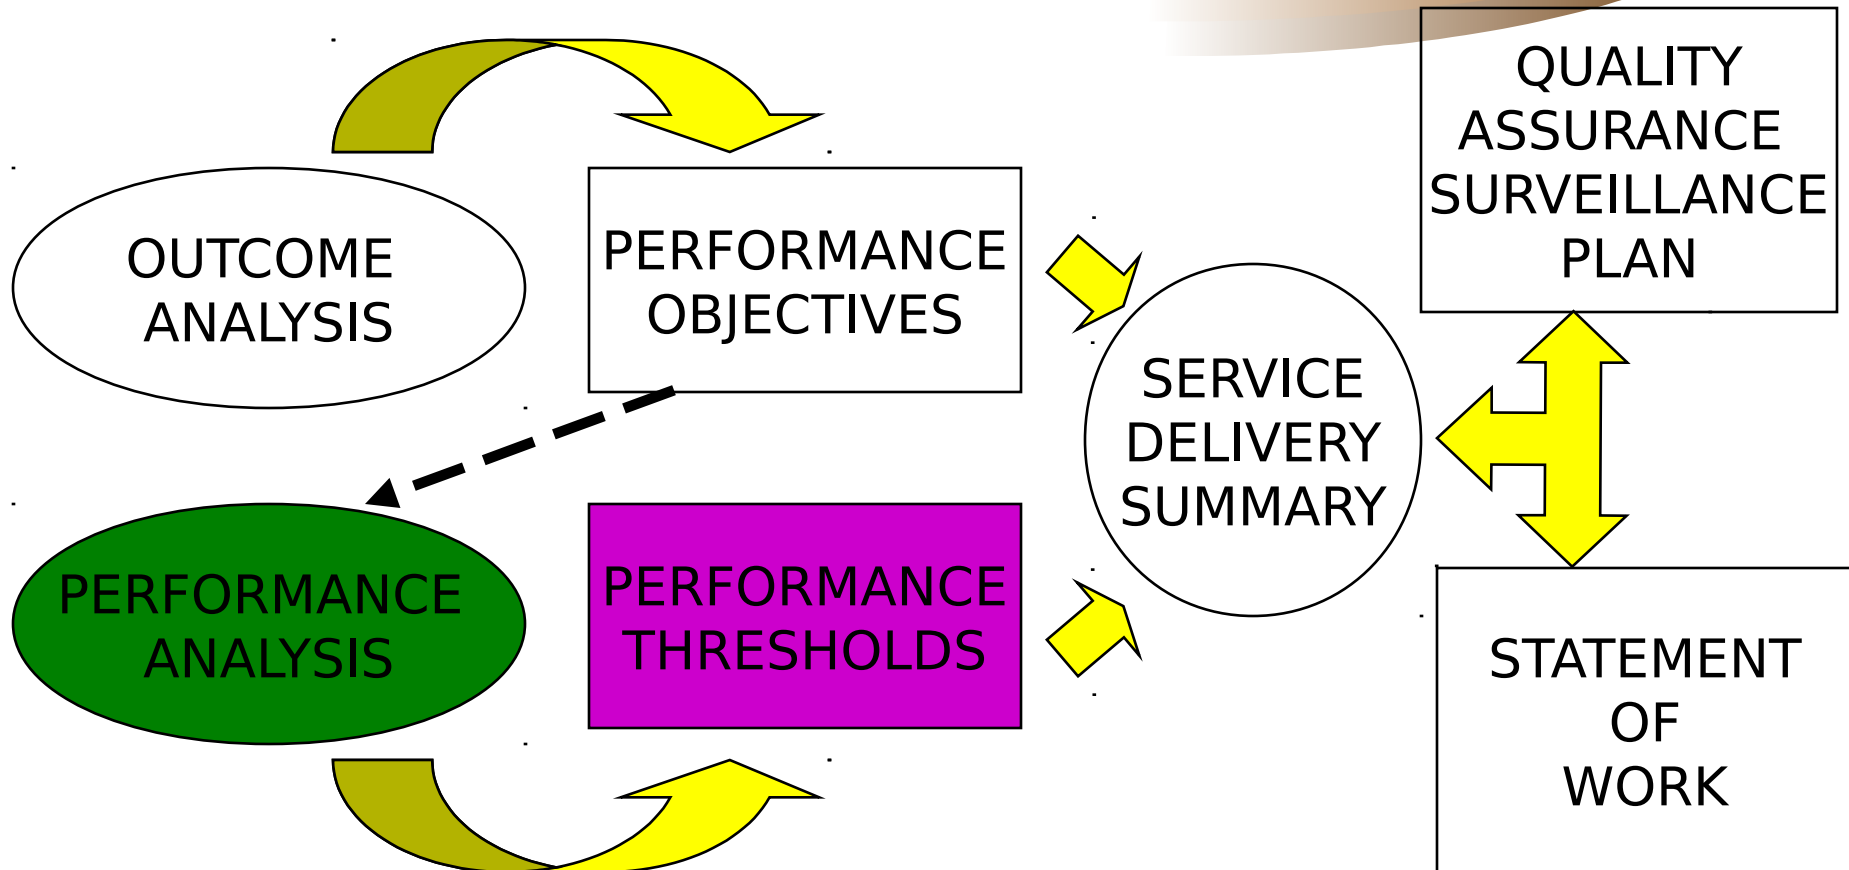 OUTCOME
ANALYSIS
PERFORMANCE
OBJECTIVES
QUALITY
ASSURANCE
SURVEILLANCE
PLAN
SERVICE
DELIVERY
SUMMARY
PERFORMANCE
ANALYSIS
PERFORMANCE
THRESHOLDS
STATEMENT
OF
WORK